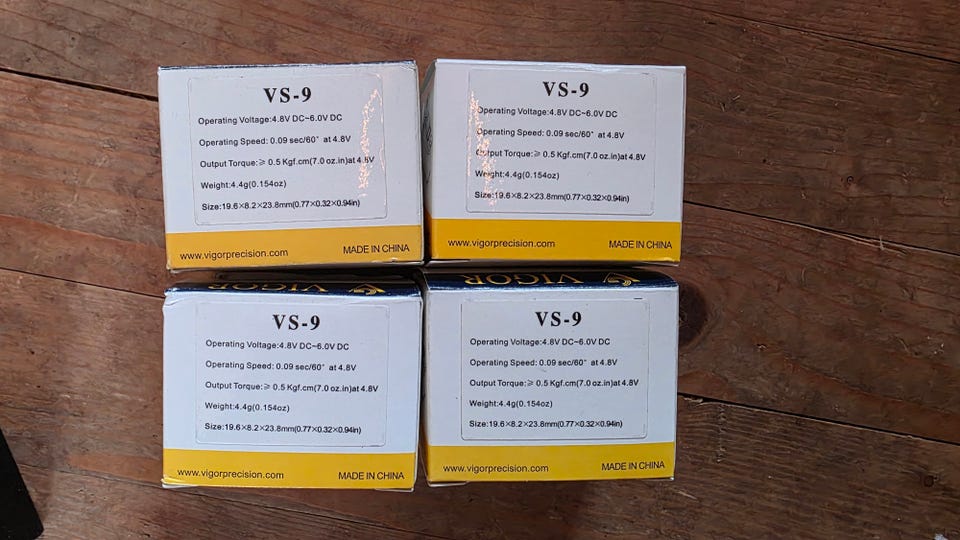 VS-9
Operating Voltage:4.8V DC~6.0V DC
Operating Speed: 0.09 sec/60° at 4.8V
Output Torque:≥ 0.5 Kgf.cm(7.0 oz.in)at 4.8V
Weight:4.4g(0.154oz)
Size:19.6×8.2×23.8mm(0.77×0.32×0.94in)
www.vigorprecision.com MADE IN CHINA
VS-9
Operating Voltage:4.8V DC~6.0V DC
Operating Speed: 0.09 sec/60° at 4.8V
Output Torque:≥ 0.5 Kgf.cm(7.0 oz.in)at 4.8V
Weight:4.4g(0.154oz)
Size:19.6×8.2×23.8mm(0.77×0.32×0.94in)
www.vigorprecision.com MADE IN CHINA
VIGOR
VS-9
Operating Voltage:4.8V DC~6.0V DC
Operating Speed: 0.09 sec/60° at 4.8V
Output Torque:≥ 0.5 Kgf.cm(7.0 oz.in)at 4.8V
Weight:4.4g(0.154oz)
Size:19.6×8.2×23.8mm(0.77×0.32×0.94in)
www.vigorprecision.com MADE IN CHINA
VIGOR
VS-9
Operating Voltage:4.8V DC~6.0V DC
Operating Speed: 0.09 sec/60° at 4.8V
Output Torque:≥ 0.5 Kgf.cm(7.0 oz.in)at 4.8V
Weight:4.4g(0.154oz)
Size:19.6×8.2×23.8mm(0.77×0.32×0.94in)
www.vigorprecision.com MADE IN CHINA